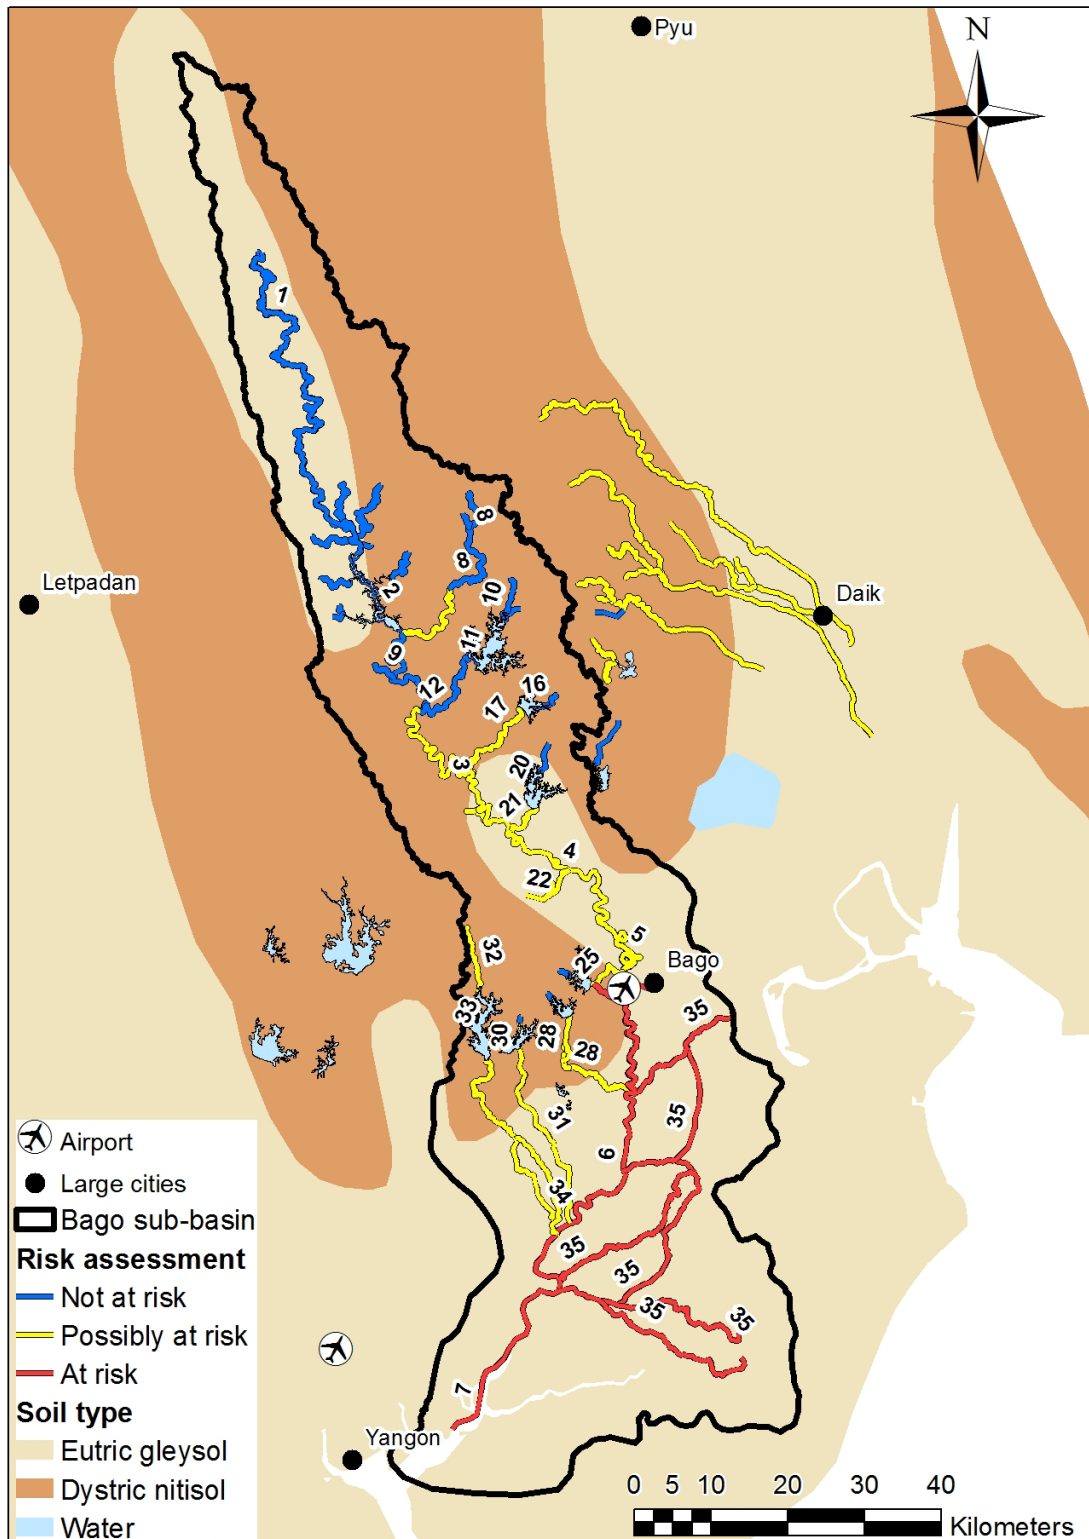 Pyu
N
1
8
8
2
10
Letpadan
Daik
11
9
12
16
17
3
20
21
4
22
5
32
25
Bago
33
30
28
28
35
31
35
6
34
35
35
35
35
7
Airport
Large cities
Bago sub-basin
Risk assessment
Not at risk
Possibly at risk
At risk
Soil type
Eutric gleysol
Dystric nitisol
Water
Yangon
0 5 10 20 30 40
Kilometers